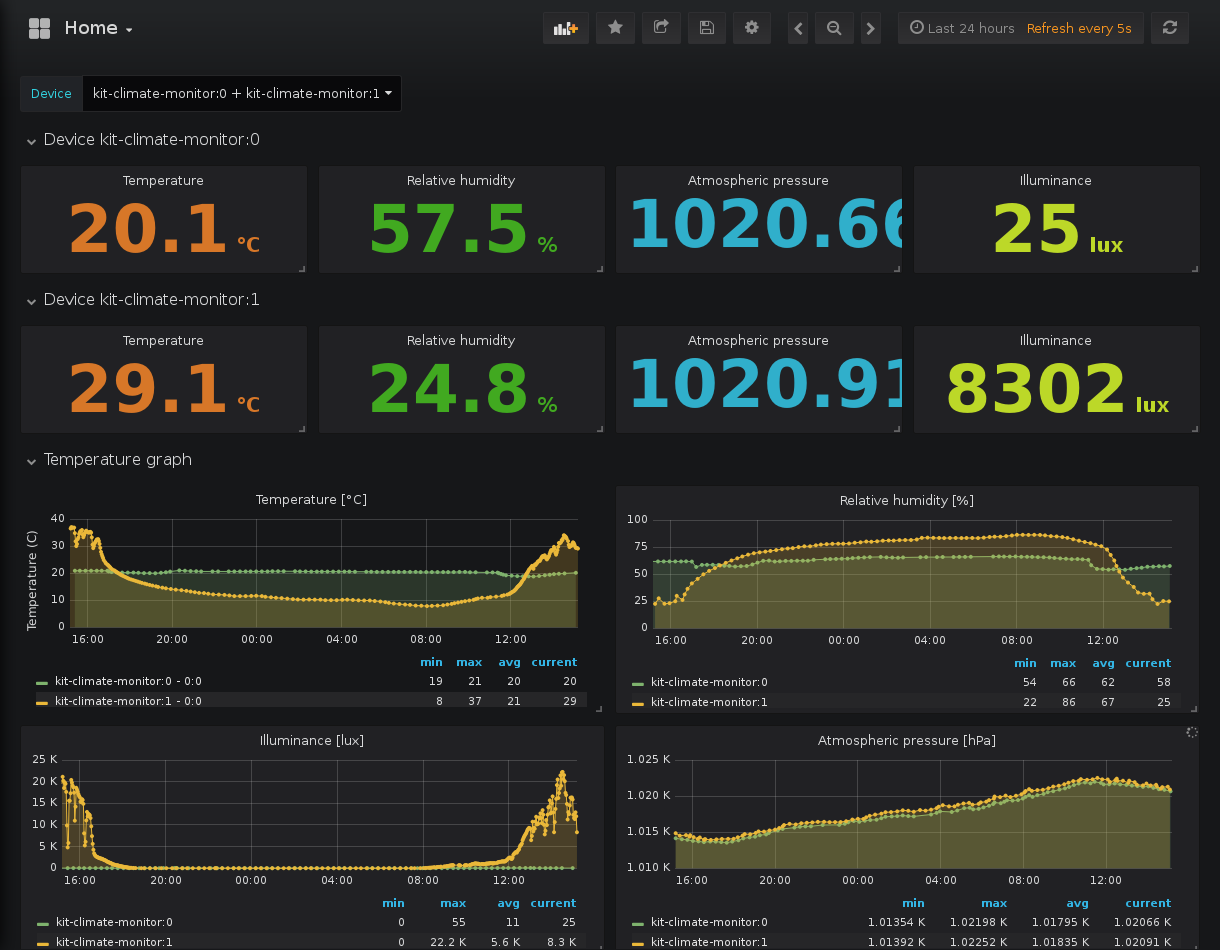 Home
Last 24 hours Refresh every 5s
Device kit-climate-monitor:0 + kit-climate-monitor:1
Device kit-climate-monitor:0
Temperature Relative humidity Atmospheric pressure Illuminance
20.1 °C 57.5 % 1020.66 25 lux
Device kit-climate-monitor:1
Temperature Relative humidity Atmospheric pressure Illuminance
29.1 °C 24.8 % 1020.91 8302 lux
Temperature graph
Temperature [°C]
Temperature (C)
40
30
20
10
0
16:00 20:00 00:00 04:00 08:00 12:00
min max avg current
kit-climate-monitor:0 - 0:0 19 21 20 20
kit-climate-monitor:1 - 0:0 8 37 21 29
Relative humidity [%]
100
75
50
25
0
16:00 20:00 00:00 04:00 08:00 12:00
min max avg current
kit-climate-monitor:0 54 66 62 58
kit-climate-monitor:1 22 86 67 25
Illuminance [lux]
25 K
20 K
15 K
10 K
5 K
0
16:00 20:00 00:00 04:00 08:00 12:00
min max avg current
kit-climate-monitor:0 0 55 11 25
kit-climate-monitor:1 0 22.2 K 5.6 K 8.3 K
Atmospheric pressure [hPa]
1.025 K
1.020 K
1.015 K
1.010 K
16:00 20:00 00:00 04:00 08:00 12:00
min max avg current
kit-climate-monitor:0 1.01354 K 1.02198 K 1.01795 K 1.02066 K
kit-climate-monitor:1 1.01392 K 1.02252 K 1.01835 K 1.02091 K